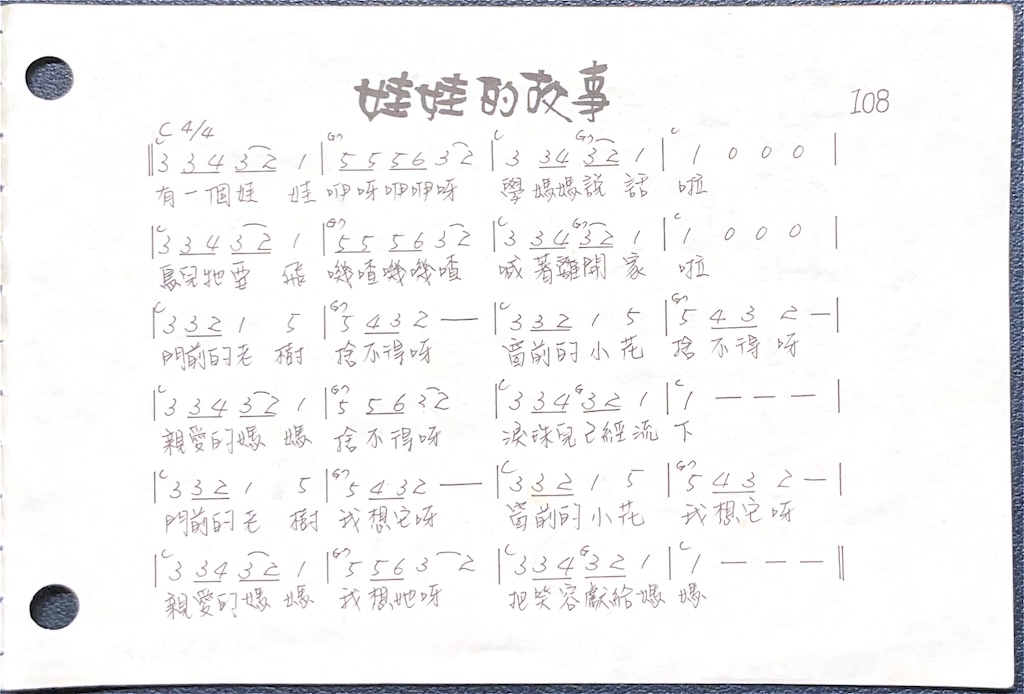 娃娃的故事 108
C 4/4
C G7 C G7 C
‖3 3 4 3 2 1 | 5 5 5 6 3 2 | 3 3 4 3 2 1 | 1 0 0 0 |
有一個娃 娃 咿呀咿咿呀 學媽媽說 話 啦
C G7 C G7 C
| 3 3 4 3 2 1 | 5 5 5 6 3 2 | 3 3 4 3 2 1 | 1 0 0 0 |
鳥兒牠要 飛 嘰喳嘰嘰喳 喊著離開 家 啦
C G7 C G7
| 3 3 2 1 5 | 5 4 3 2 — | 3 3 2 1 5 | 5 4 3 2 — |
門前的老 樹 捨不得呀 窗前的小花 捨不得呀
C G7 C G C
| 3 3 4 3 2 1 | 5 5 6 3 2 | 3 3 4 3 2 1 | 1 — — — |
親愛的媽 媽 捨不得呀 淚珠兒已經流 下
C G7 C G7
| 3 3 2 1 5 | 5 4 3 2 — | 3 3 2 1 5 | 5 4 3 2 — |
門前的老 樹 我想它呀 窗前的小花 我想它呀
C G7 C G C
| 3 3 4 3 2 1 | 5 5 6 3 2 | 3 3 4 3 2 1 | 1 — — — ‖
親愛的媽 媽 我想她呀 把笑容獻給媽 媽